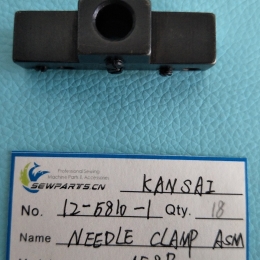 Professional Sewing
Machine Parts & Accessories
SEWPARTS.CN
KANSAI
No. 12-5810-1 Qty. 18
Name NEEDLE CLAMP ASM